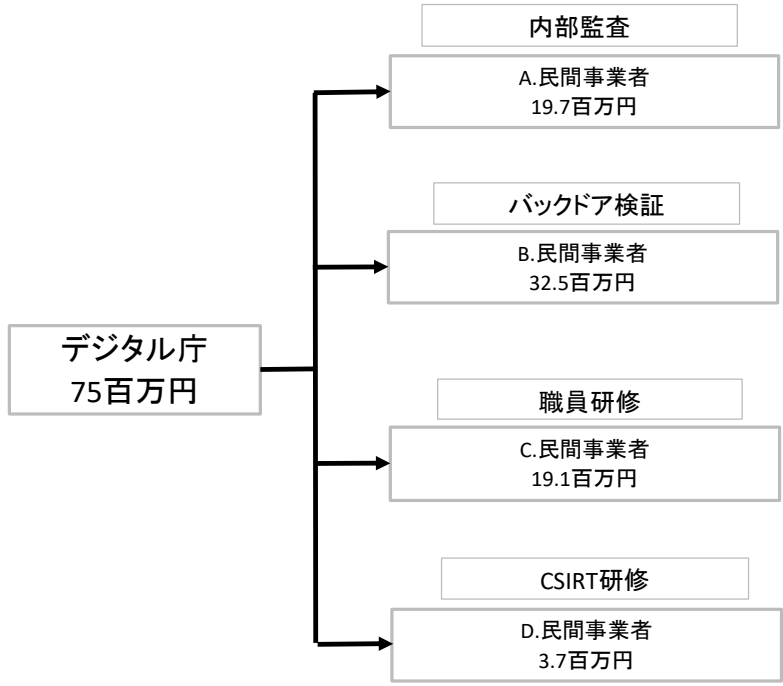 内部監査
A.民間事業者
19.7百万円
バックドア検証
B.民間事業者
32.5百万円
デジタル庁
75百万円
職員研修
C.民間事業者
19.1百万円
CSIRT研修
D.民間事業者
3.7百万円